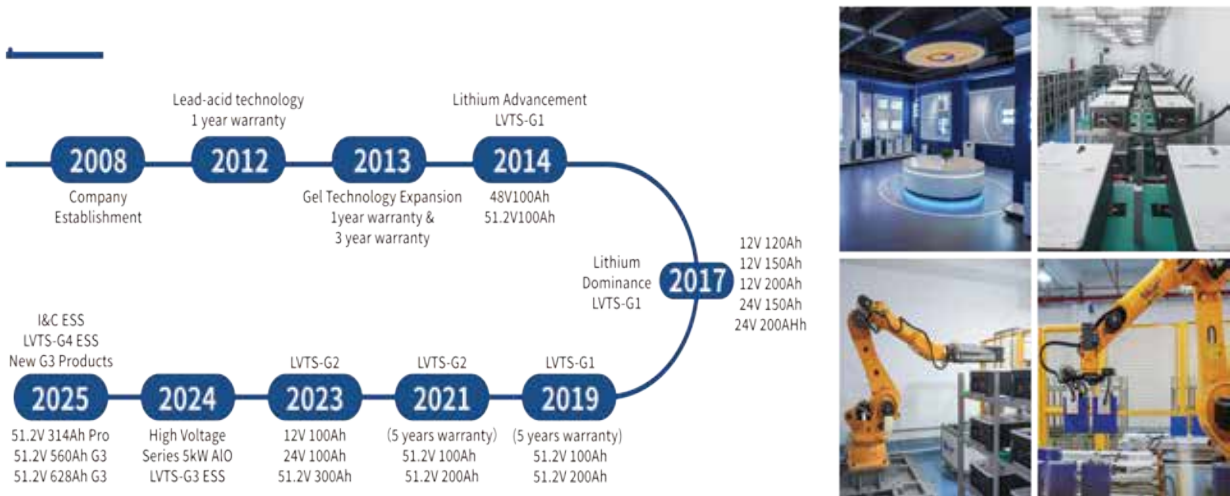 Lead-acid technology
1 year warranty
Lithium Advancement
LVTS-G1
2008
2012
2013
2014
Company
Establishment
Gel Technology Expansion
1year warranty &
3 year warranty
48V100Ah
51.2V100Ah
Lithium
Dominance
LVTS-G1
2017
12V 120Ah
12V 150Ah
12V 200Ah
24V 150Ah
24V 200AHh
I&C ESS
LVTS-G4 ESS
New G3 Products
LVTS-G2
LVTS-G2
LVTS-G1
2025
2024
2023
2021
2019
51.2V 314Ah Pro
51.2V 560Ah G3
51.2V 628Ah G3
High Voltage
Series 5kW AIO
LVTS-G3 ESS
12V 100Ah
24V 100Ah
51.2V 300Ah
(5 years warranty)
51.2V 100Ah
51.2V 200Ah
(5 years warranty)
51.2V 100Ah
51.2V 200Ah